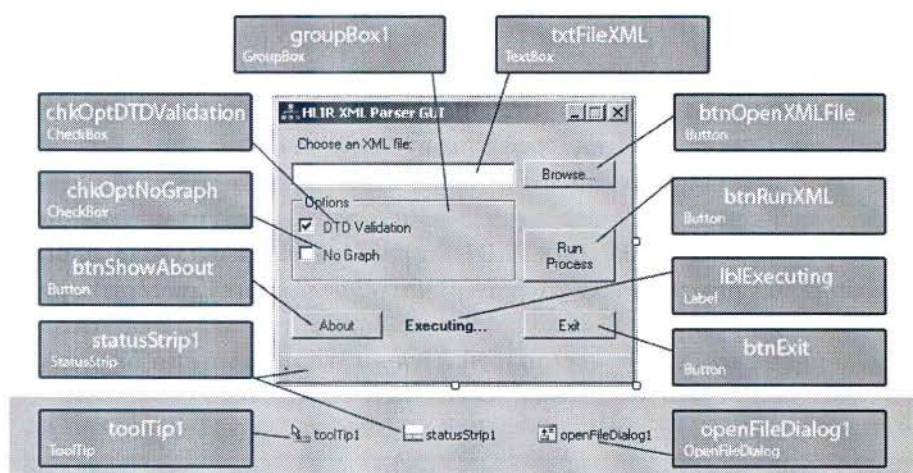 groupBox1
GroupBox
txtFileXML
TextBox
chkOptDTDValidation
CheckBox
HLIR XML Parser GUI
btnOpenXMLFile
Button
Choose an XML file:
Browse...
chkOptNoGraph
CheckBox
Options
DTD Validation
No Graph
Run
Process
btnRunXML
Button
btnShowAbout
Button
lblExecuting
Label
About
Executing...
Exit
statusStrip1
StatusStrip
btnExit
Button
toolTip1
ToolTip
toolTip1
statusStrip1
openFileDialog1
openFileDialog1
OpenFileDialog